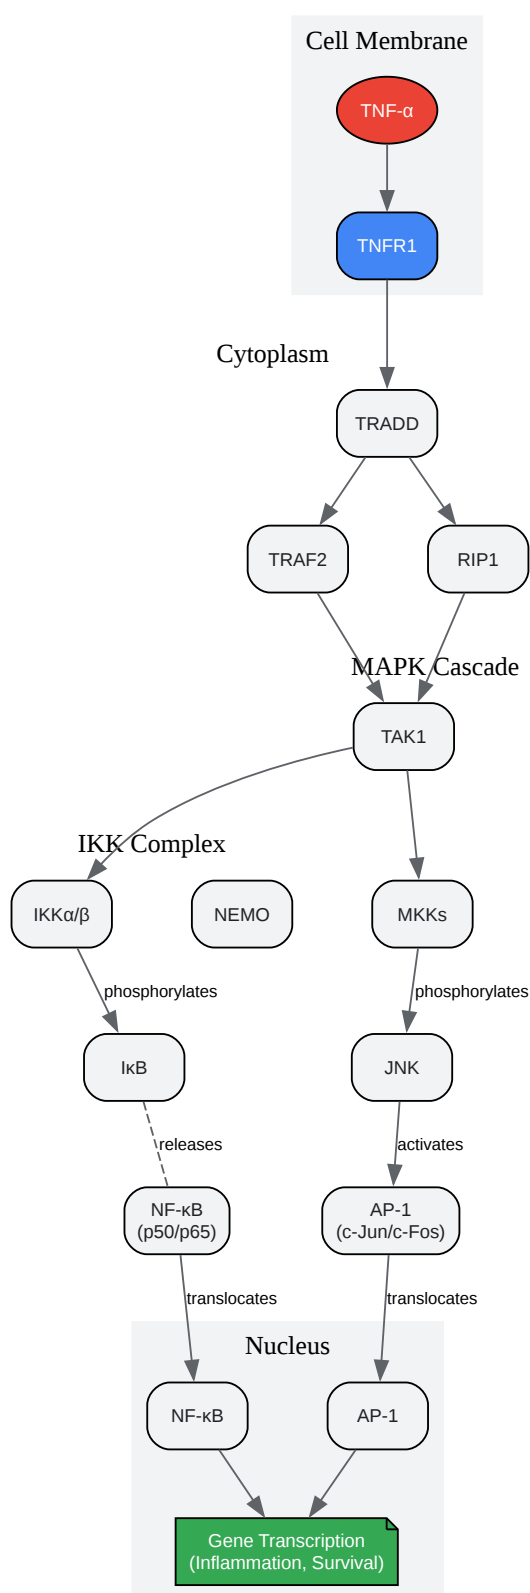 Cell Membrane
TNF-α
TNFR1
Cytoplasm
TRADD
TRAF2
RIP1
MAPK Cascade
TAK1
IKK Complex
IKKα/β
NEMO
MKKs
phosphorylates
phosphorylates
IκB
JNK
releases
activates
NF-κB
(p50/p65)
AP-1
(c-Jun/c-Fos)
translocates
translocates
Nucleus
NF-κB
AP-1
Gene Transcription
(Inflammation, Survival)